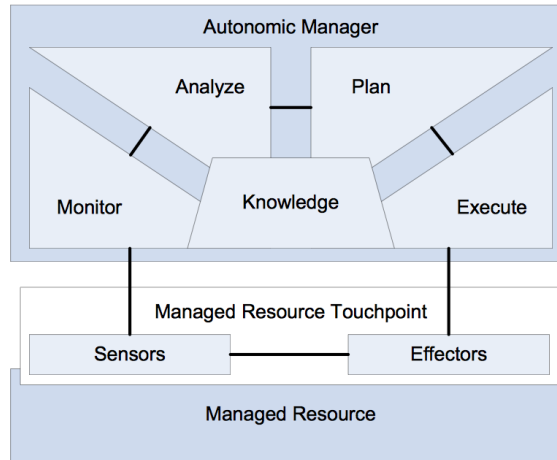 Autonomic Manager
Analyze
Plan
Monitor
Knowledge
Execute
Managed Resource Touchpoint
Sensors
Effectors
Managed Resource